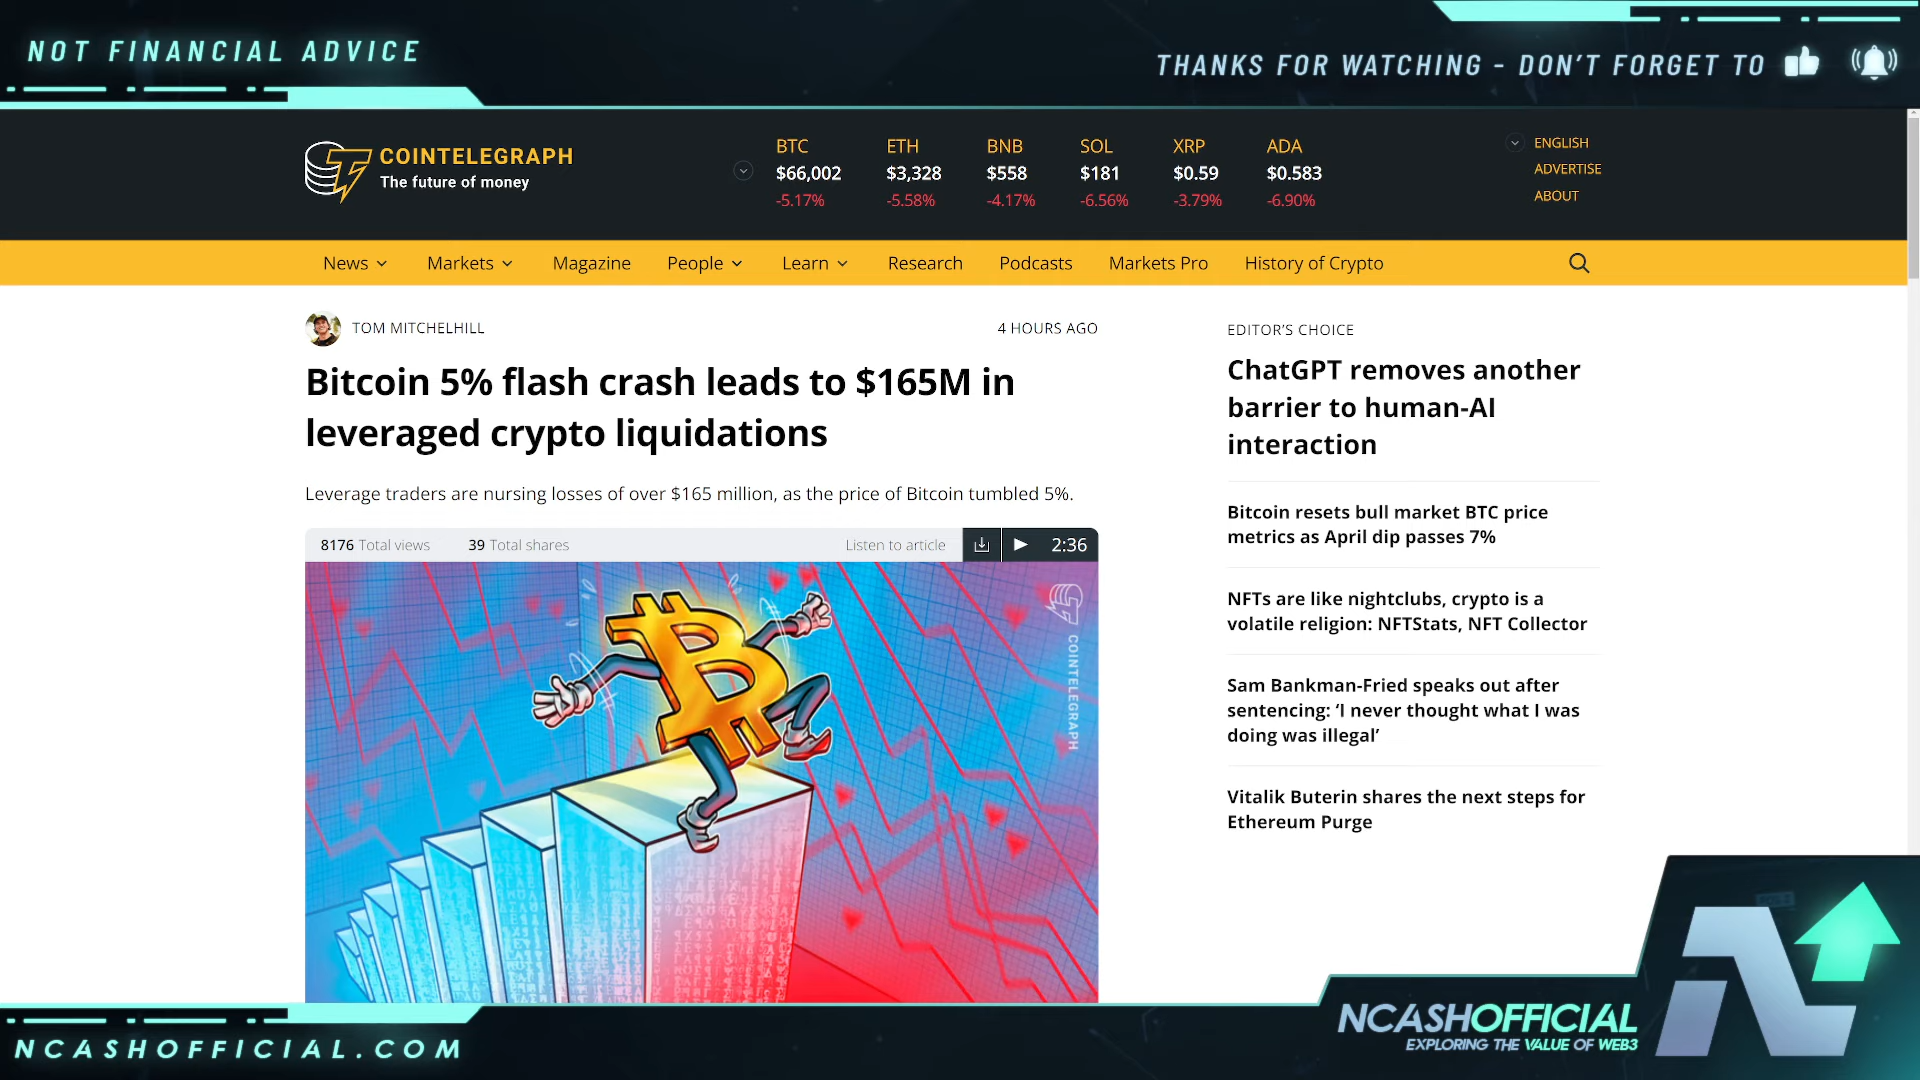 NOT FINANCIAL ADVICE
THANKS FOR WATCHING - DON'T FORGET TO
COINTELEGRAPH
The future of money
BTC ETH BNB SOL XRP ADA
$66,002 $3,328 $558 $181 $0.59 $0.583
-5.17% -5.58% -4.17% -6.56% -3.79% -6.90%
ENGLISH
ADVERTISE
ABOUT
News Markets Magazine People Learn Research Podcasts Markets Pro History of Crypto
TOM MITCHELHILL
4 HOURS AGO
Bitcoin 5% flash crash leads to $165M in
leveraged crypto liquidations
Leverage traders are nursing losses of over $165 million, as the price of Bitcoin tumbled 5%.
8176 Total views 39 Total shares Listen to article 2:36
COINTELEGRAPH
EDITOR'S CHOICE
ChatGPT removes another
barrier to human-AI
interaction
Bitcoin resets bull market BTC price
metrics as April dip passes 7%
NFTs are like nightclubs, crypto is a
volatile religion: NFTStats, NFT Collector
Sam Bankman-Fried speaks out after
sentencing: ‘I never thought what I was
doing was illegal’
Vitalik Buterin shares the next steps for
Ethereum Purge
NCASHOFFICIAL.COM
NCASHOFFICIAL
EXPLORING THE VALUE OF WEB3